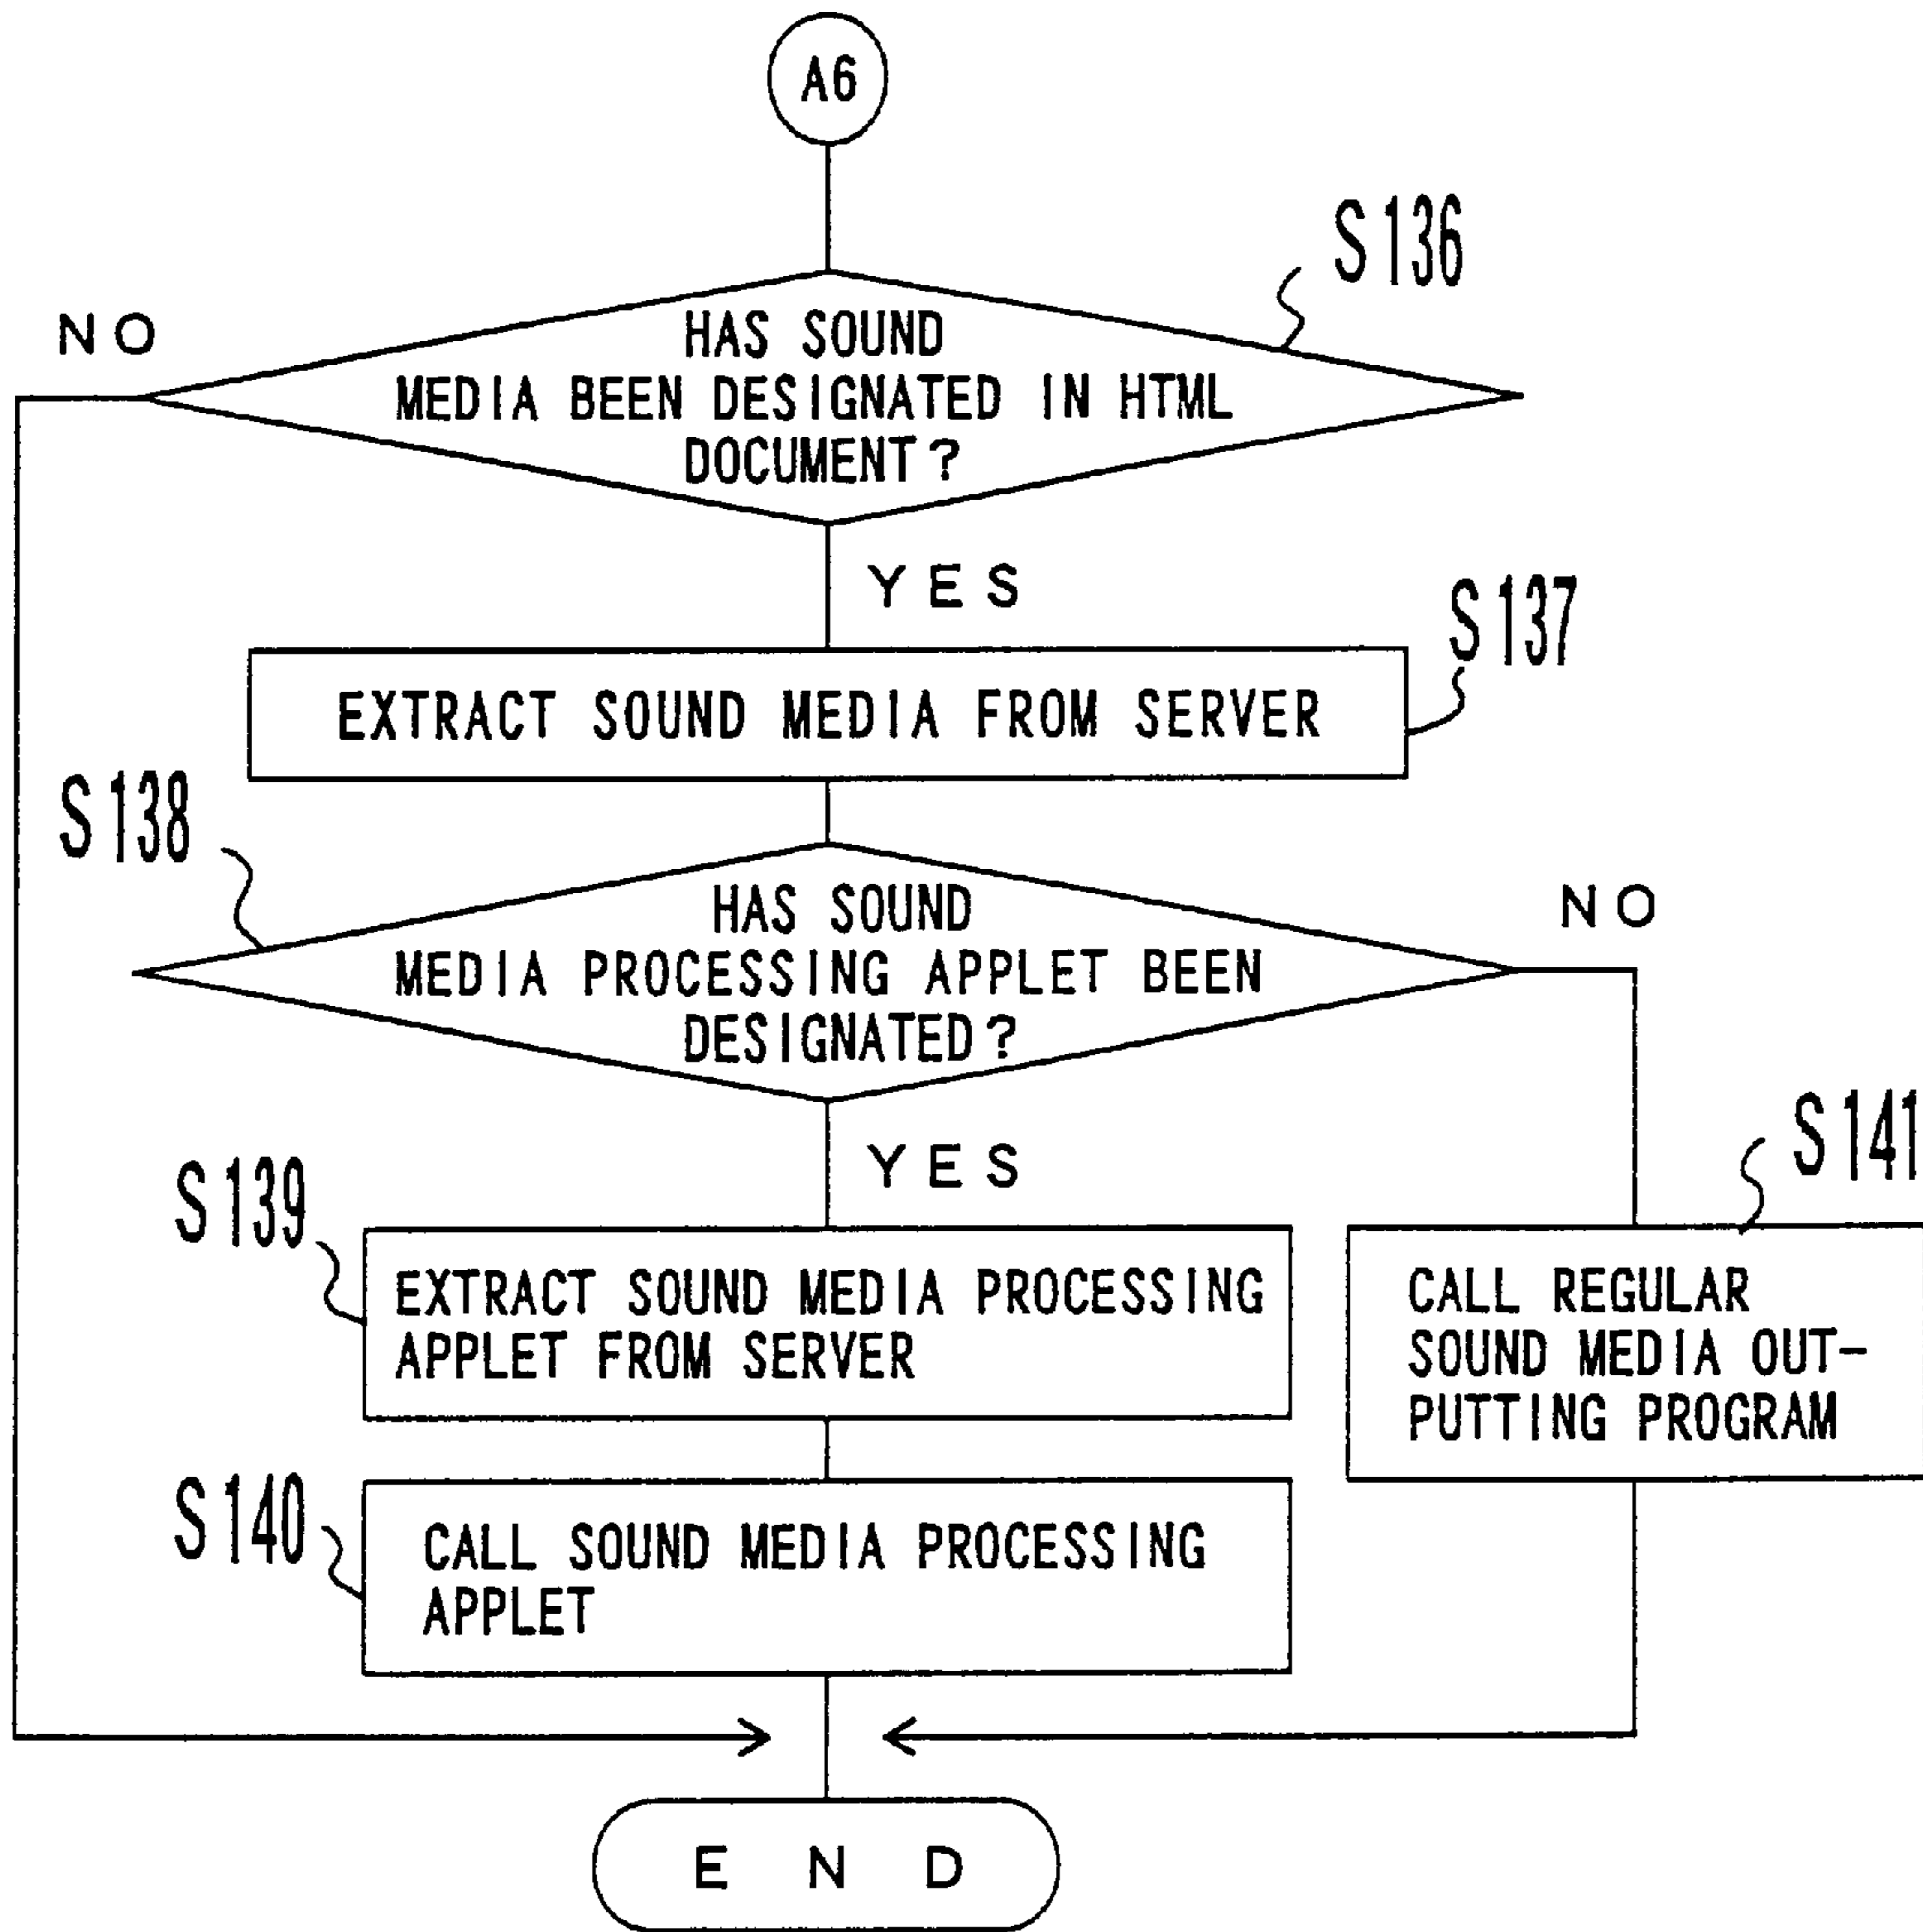 A6
S136
NO
HAS SOUND
MEDIA BEEN DESIGNATED IN HTML
DOCUMENT?
YES
S137
EXTRACT SOUND MEDIA FROM SERVER
S138
HAS SOUND
MEDIA PROCESSING APPLET BEEN
DESIGNATED?
NO
YES
S139
EXTRACT SOUND MEDIA PROCESSING
APPLET FROM SERVER
S141
CALL REGULAR
SOUND MEDIA OUT-
PUTTING PROGRAM
S140
CALL SOUND MEDIA PROCESSING
APPLET
END